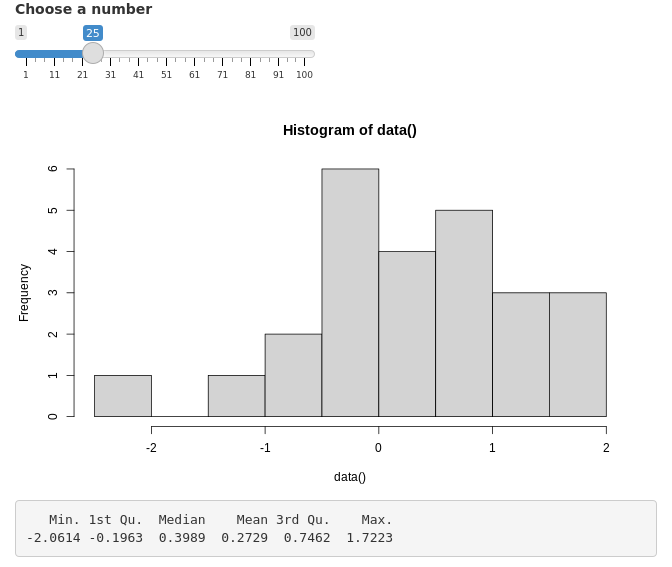 Choose a number
1 25 100
1 11 21 31 41 51 61 71 81 91 100
Histogram of data()
Frequency
6
5
4
3
2
1
0
-2 -1 0 1 2
data()
Min. 1st Qu. Median Mean 3rd Qu. Max.
-2.0614 -0.1963 0.3989 0.2729 0.7462 1.7223